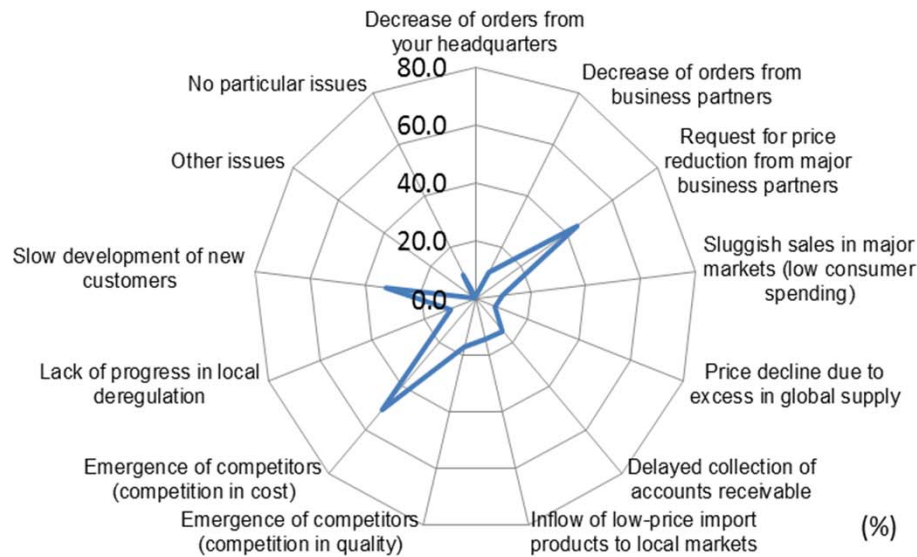 Decrease of orders from
your headquarters
Decrease of orders from
business partners
Request for price
reduction from major
business partners
Sluggish sales in major
markets (low consumer
spending)
Price decline due to
excess in global supply
Delayed collection of
accounts receivable
Inflow of low-price import
products to local markets
Emergence of competitors
(competition in quality)
Emergence of competitors
(competition in cost)
Lack of progress in local
deregulation
Slow development of new
customers
Other issues
No particular issues
80.0
60.0
40.0
20.0
0.0
(%)